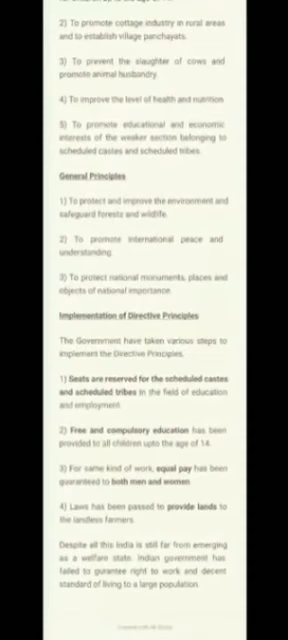 2) To promote cottage industry in rural areas
and to establish village panchayats.
3) To prevent the slaughter of cows and
promote animal husbandry.
4) To improve the level of health and nutrition
5) To promote educational and economic
interests of the weaker section belonging to
scheduled castes and scheduled tribes.
General Principles
1) To protect and improve the environment and
safeguard forests and wildlife.
2) To promote international peace and
understanding.
3) To protect national monuments, places and
objects of national importance.
Implementation of Directive Principles
The Government have taken various steps to
implement the Directive Principles.
1) Seats are reserved for the scheduled castes
and scheduled tribes in the field of education
and employment.
2) Free and compulsory education has been
provided to all children upto the age of 14.
3) For same kind of work, equal pay has been
guaranteed to both men and women.
4) Laws has been passed to provide lands to
the landless farmers.
Despite all this India is still far from emerging
as a welfare state. Indian government has
failed to gurantee right to work and decent
standard of living to a large population.